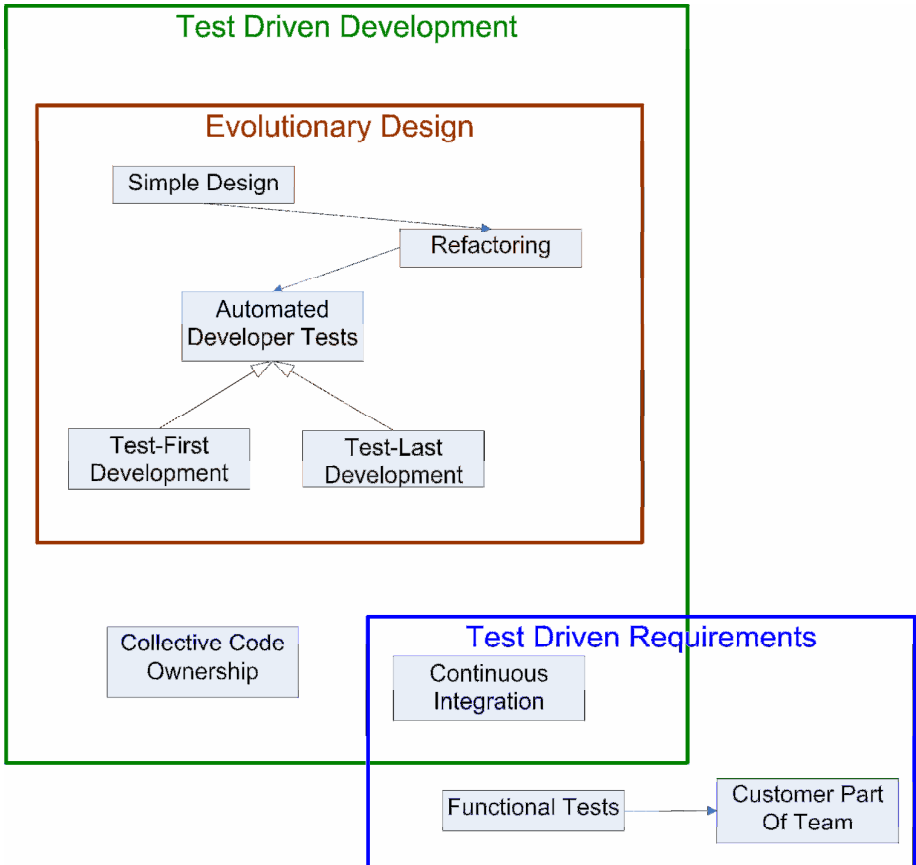 Test Driven Development
Evolutionary Design
Simple Design
Refactoring
Automated
Developer Tests
Test-First
Development
Test-Last
Development
Collective Code
Ownership
Test Driven Requirements
Continuous
Integration
Functional Tests
Customer Part
Of Team